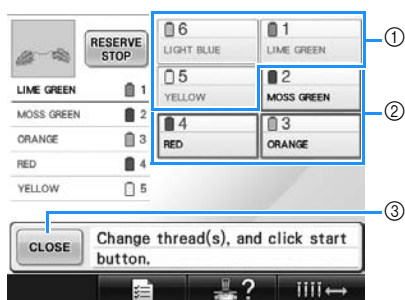 RESERVE
STOP
LIME GREEN 1
MOSS GREEN 2
ORANGE 3
RED 4
YELLOW 5
6
LIGHT BLUE
1
LIME GREEN
5
YELLOW
2
MOSS GREEN
4
RED
3
ORANGE
①
②
③
CLOSE
Change thread(s), and click start
button.
?